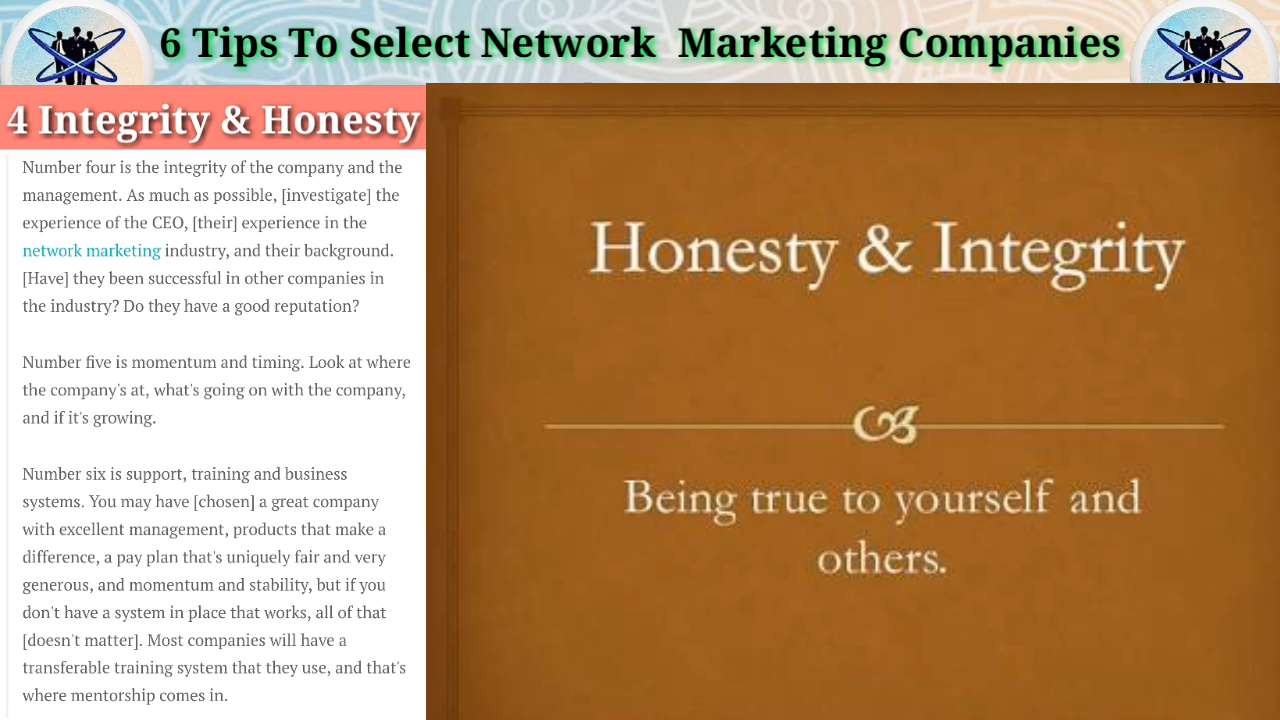 6 Tips To Select Network Marketing Companies
4 Integrity & Honesty
Number four is the integrity of the company and the
management. As much as possible, [investigate] the
experience of the CEO, [their] experience in the
network marketing industry, and their background.
[Have] they been successful in other companies in
the industry? Do they have a good reputation?
Number five is momentum and timing. Look at where
the company's at, what's going on with the company,
and if it's growing.
Number six is support, training and business
systems. You may have [chosen] a great company
with excellent management, products that make a
difference, a pay plan that's uniquely fair and very
generous, and momentum and stability, but if you
don't have a system in place that works, all of that
[doesn't matter]. Most companies will have a
transferable training system that they use, and that's
where mentorship comes in.
Honesty & Integrity
Being true to yourself and
others.